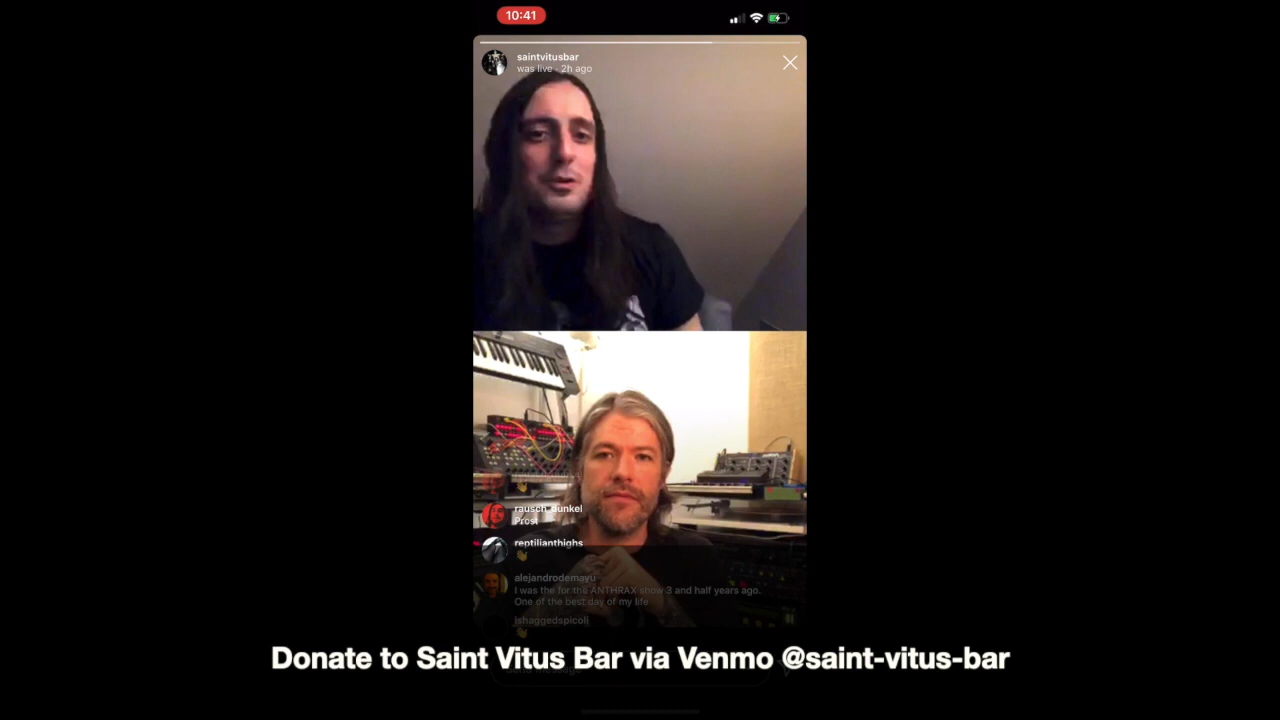 10:41
saintvitusbar
was live · 2h ago
rausch_dunkel
Prost
reptilianthighs
alejandrodemayu
I was the for the ANTHRAX show 3 and half years ago.
One of the best day of my life
ishaggedspicoli
Donate to Saint Vitus Bar via Venmo @saint-vitus-bar